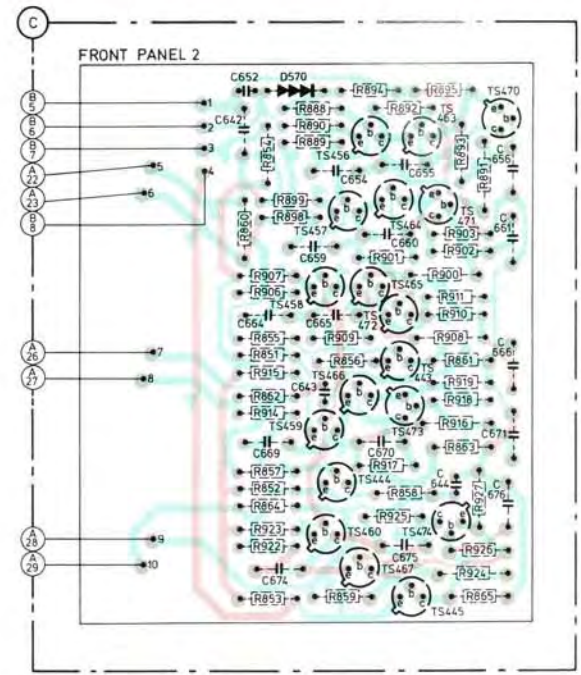 C
FRONT PANEL 2
C652 D570 R894 R895 TS470
B 5 1 R888 R892 TS 463
B 6 2 C642 R890
B 7 3 R854 R889 TS456 R893 R891 C 656
A 22 5 4 C654 C655
A 23 6 R899
B 8 R860 R898 TS457 TS464 TS 471 C 661
C660 R903
C659 R901 R902
R907 R900
R906 TS458 TS465 R911
C664 C665 TS 472 R910
R855 R909 R908
A 26 7 R851 R856 R861 C 666
A 27 8 R915 TS466 TS 443 R919
R862 C643 R918
R914 TS459 TS473 R916 C671
C669 C670 R863
R857 R917
R852 TS444 R858 C 644 R927 C 676
R864 R925
A 28 9 R923 TS460 TS474
R922 C675 R926
A 29 10 C674 TS467 R924
R853 R859 TS445 R865